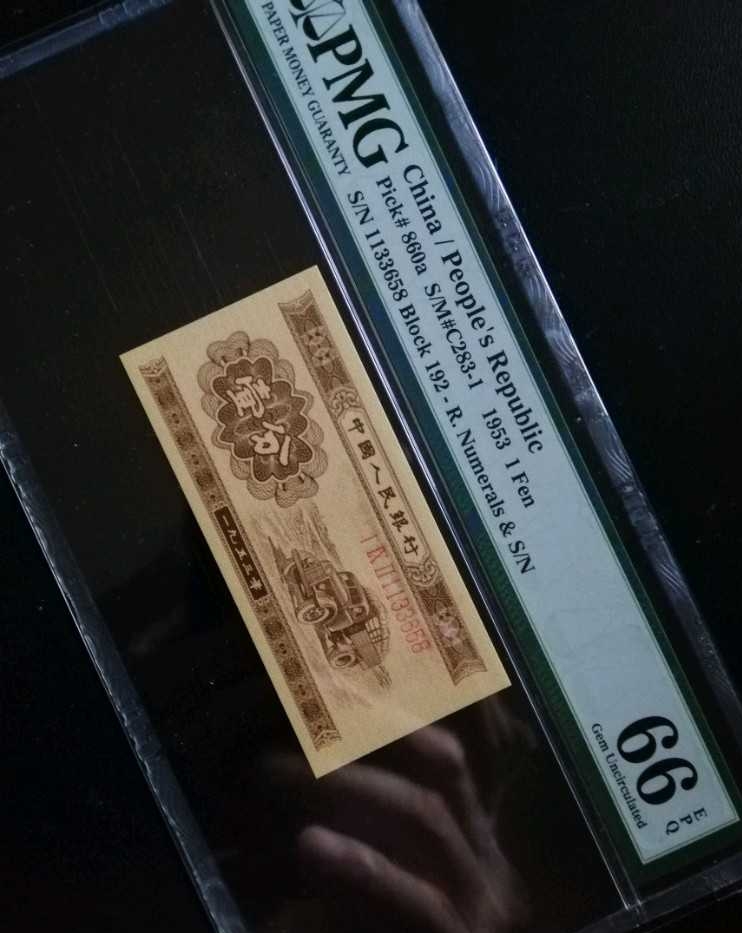 PMG
PAPER MONEY GUARANTY
China / People's Republic
Pick# 860a S/M#C283-1 1953 1 Fen
S/N 1133658 Block 192 - R. Numerals & S/N
66 EPQ
Gem Uncirculated
中国人民銀行
壹分
一九五三年